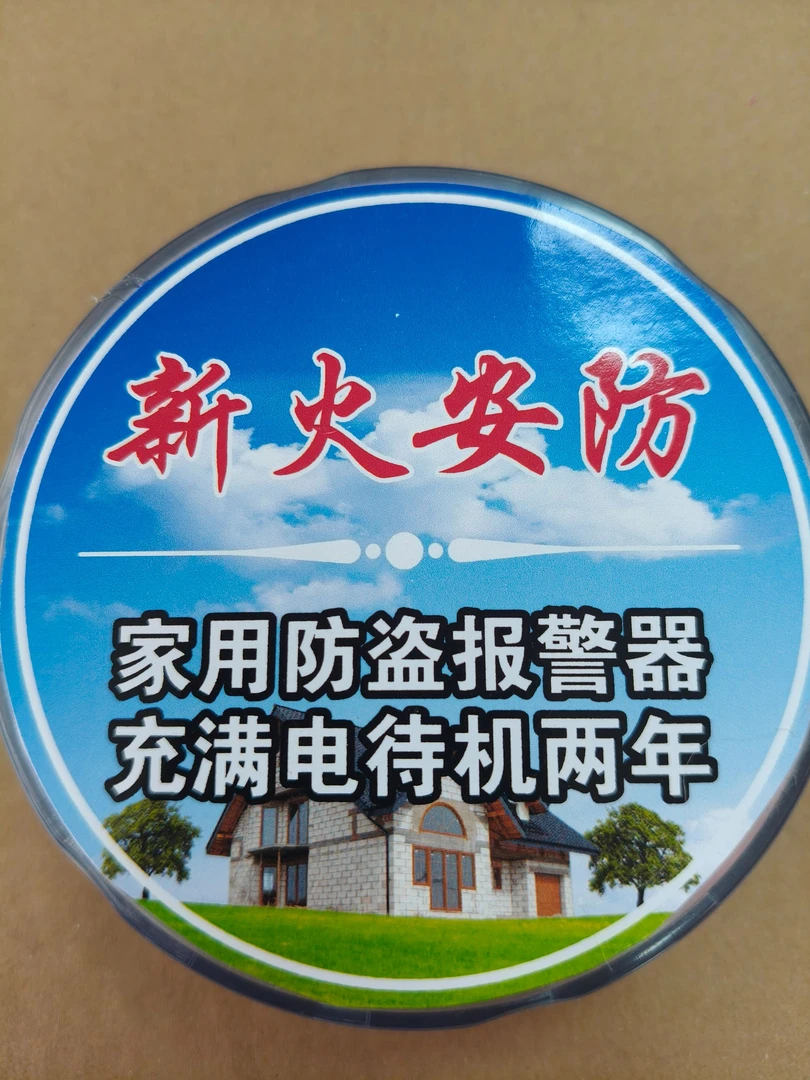 新火安防
家用防盗报警器
充满电待机两年